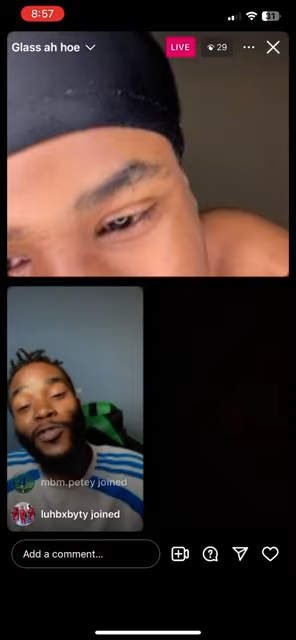 8:57
31
Glass ah hoe
LIVE
29
mbm.petey joined
luhbxbyty joined
Add a comment...